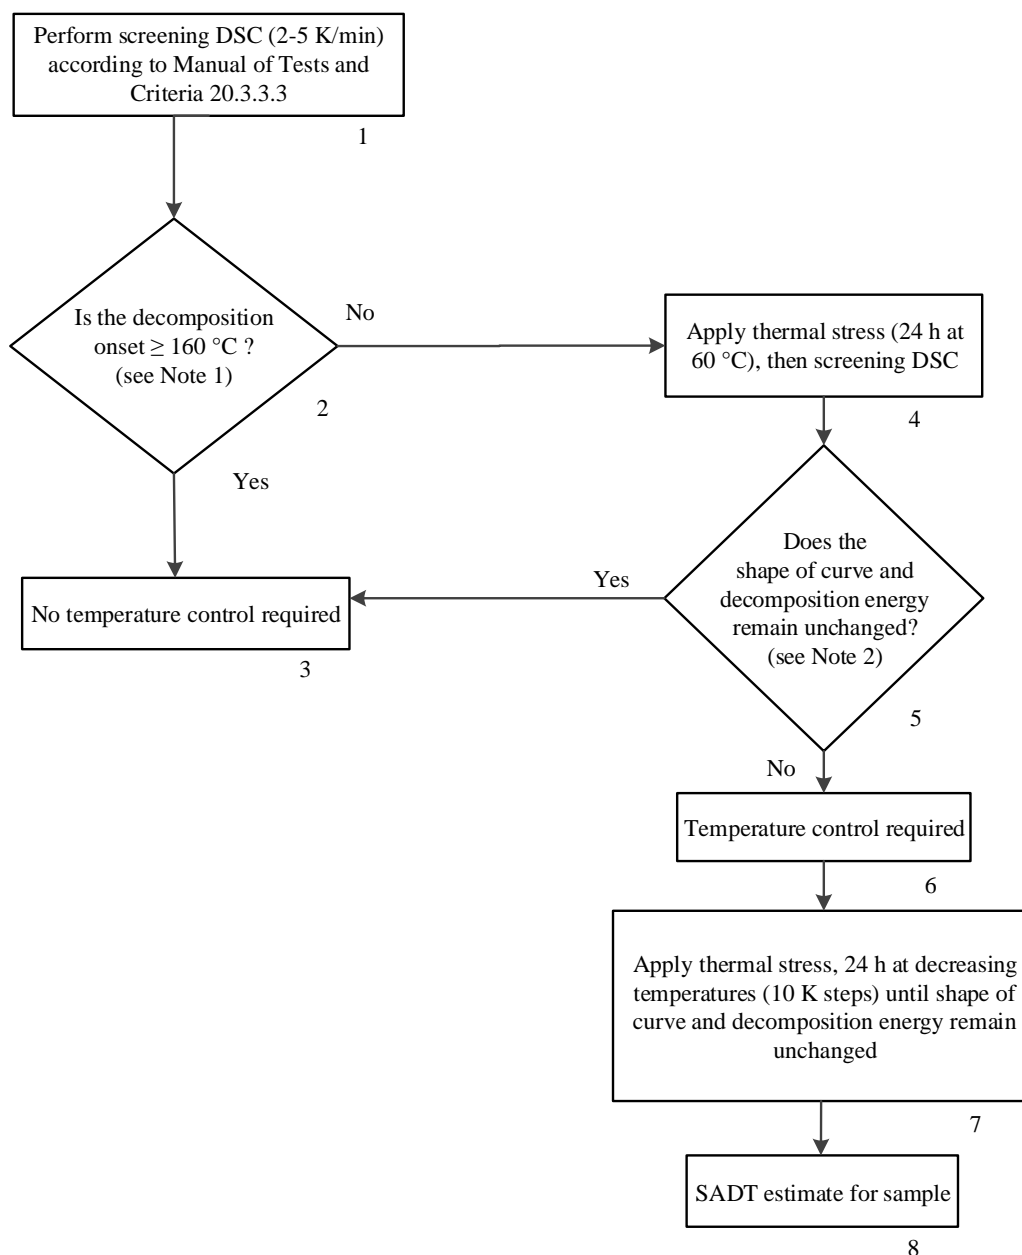 Perform screening DSC (2-5 K/min)
according to Manual of Tests and
Criteria 20.3.3.3
1
Is the decomposition
onset ≥ 160 °C ?
(see Note 1)
2
No
Yes
No temperature control required
3
Apply thermal stress (24 h at
60 °C), then screening DSC
4
Does the
shape of curve and
decomposition energy
remain unchanged?
(see Note 2)
5
Yes
No
Temperature control required
6
Apply thermal stress, 24 h at decreasing
temperatures (10 K steps) until shape of
curve and decomposition energy remain
unchanged
7
SADT estimate for sample
8